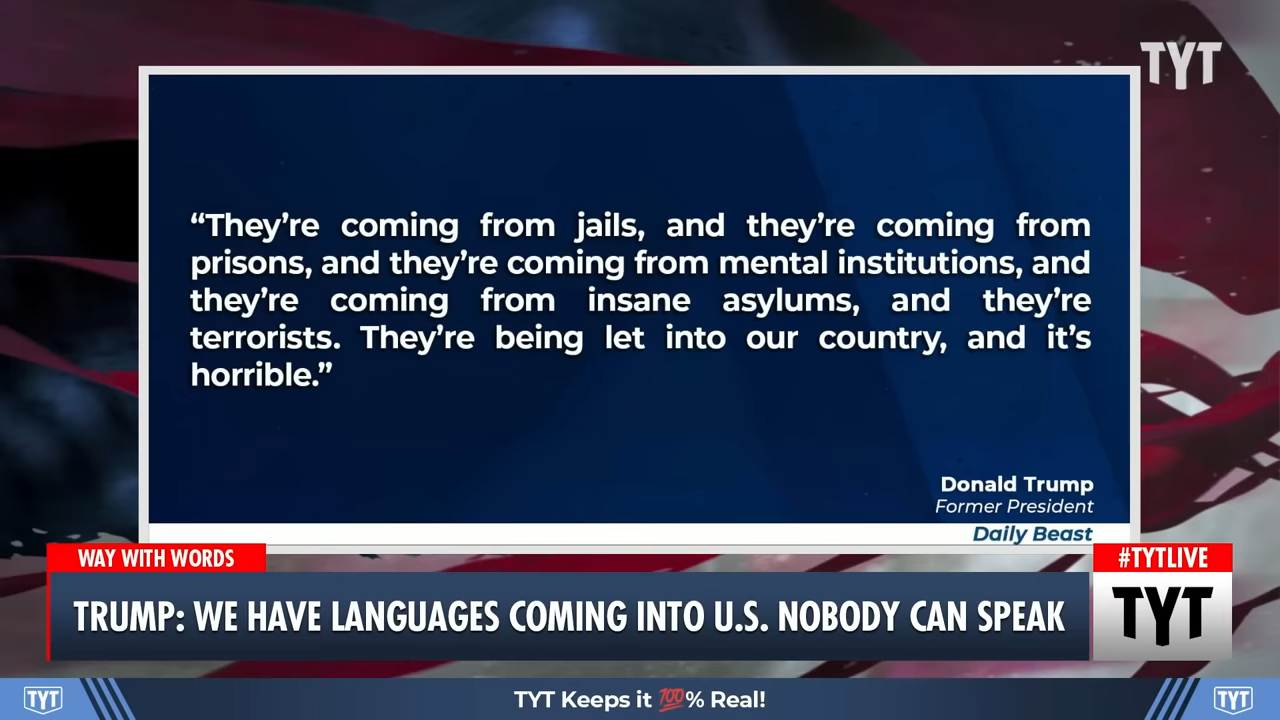 TYT
“They’re coming from jails, and they’re coming from
prisons, and they’re coming from mental institutions, and
they’re coming from insane asylums, and they’re
terrorists. They’re being let into our country, and it’s
horrible.”
Donald Trump
Former President
Daily Beast
WAY WITH WORDS
#TYTLIVE
TRUMP: WE HAVE LANGUAGES COMING INTO U.S. NOBODY CAN SPEAK
TYT
TYT
TYT Keeps it 💯% Real!
TYT